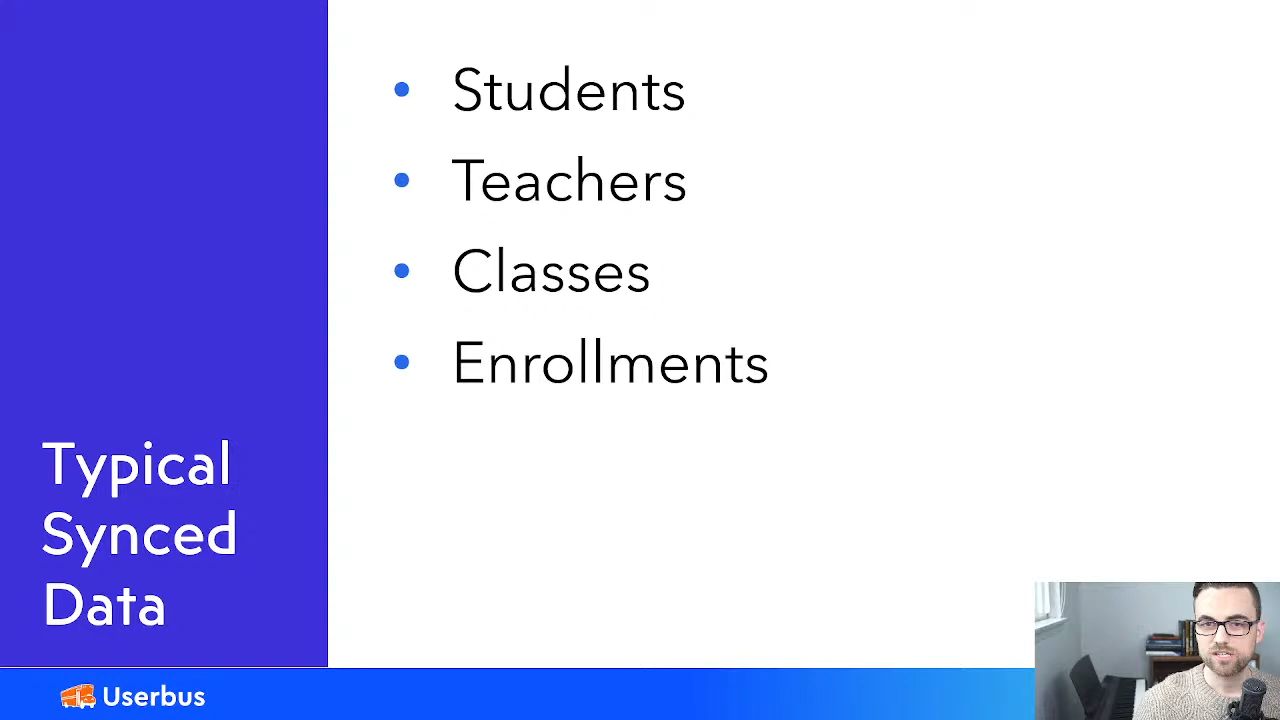 Students
Teachers
Classes
Enrollments
Typical
Synced
Data
Userbus